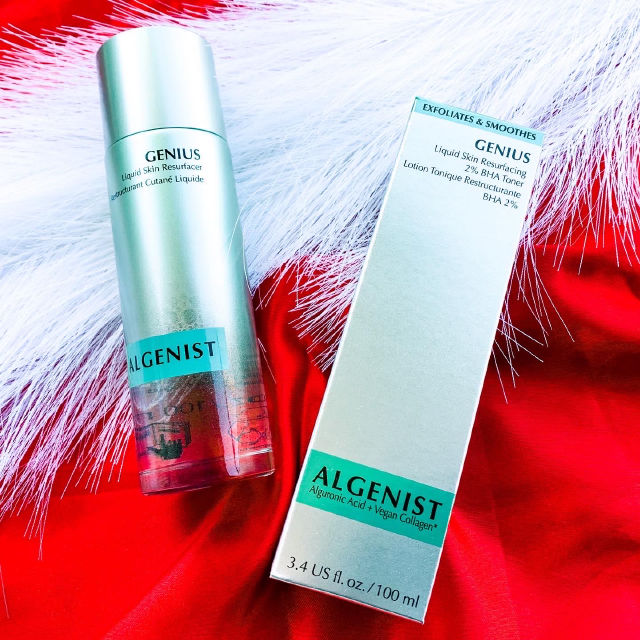 GENIUS
Liquid Skin Resurfacer
Restructurant Cutané Liquide
ALGENIST
EXFOLIATES & SMOOTHES
GENIUS
Liquid Skin Resurfacing
2% BHA Toner
Lotion Tonique Restructurante
BHA 2%
ALGENIST
Alguronic Acid + Vegan Collagen*
3.4 US fl. oz. / 100 ml